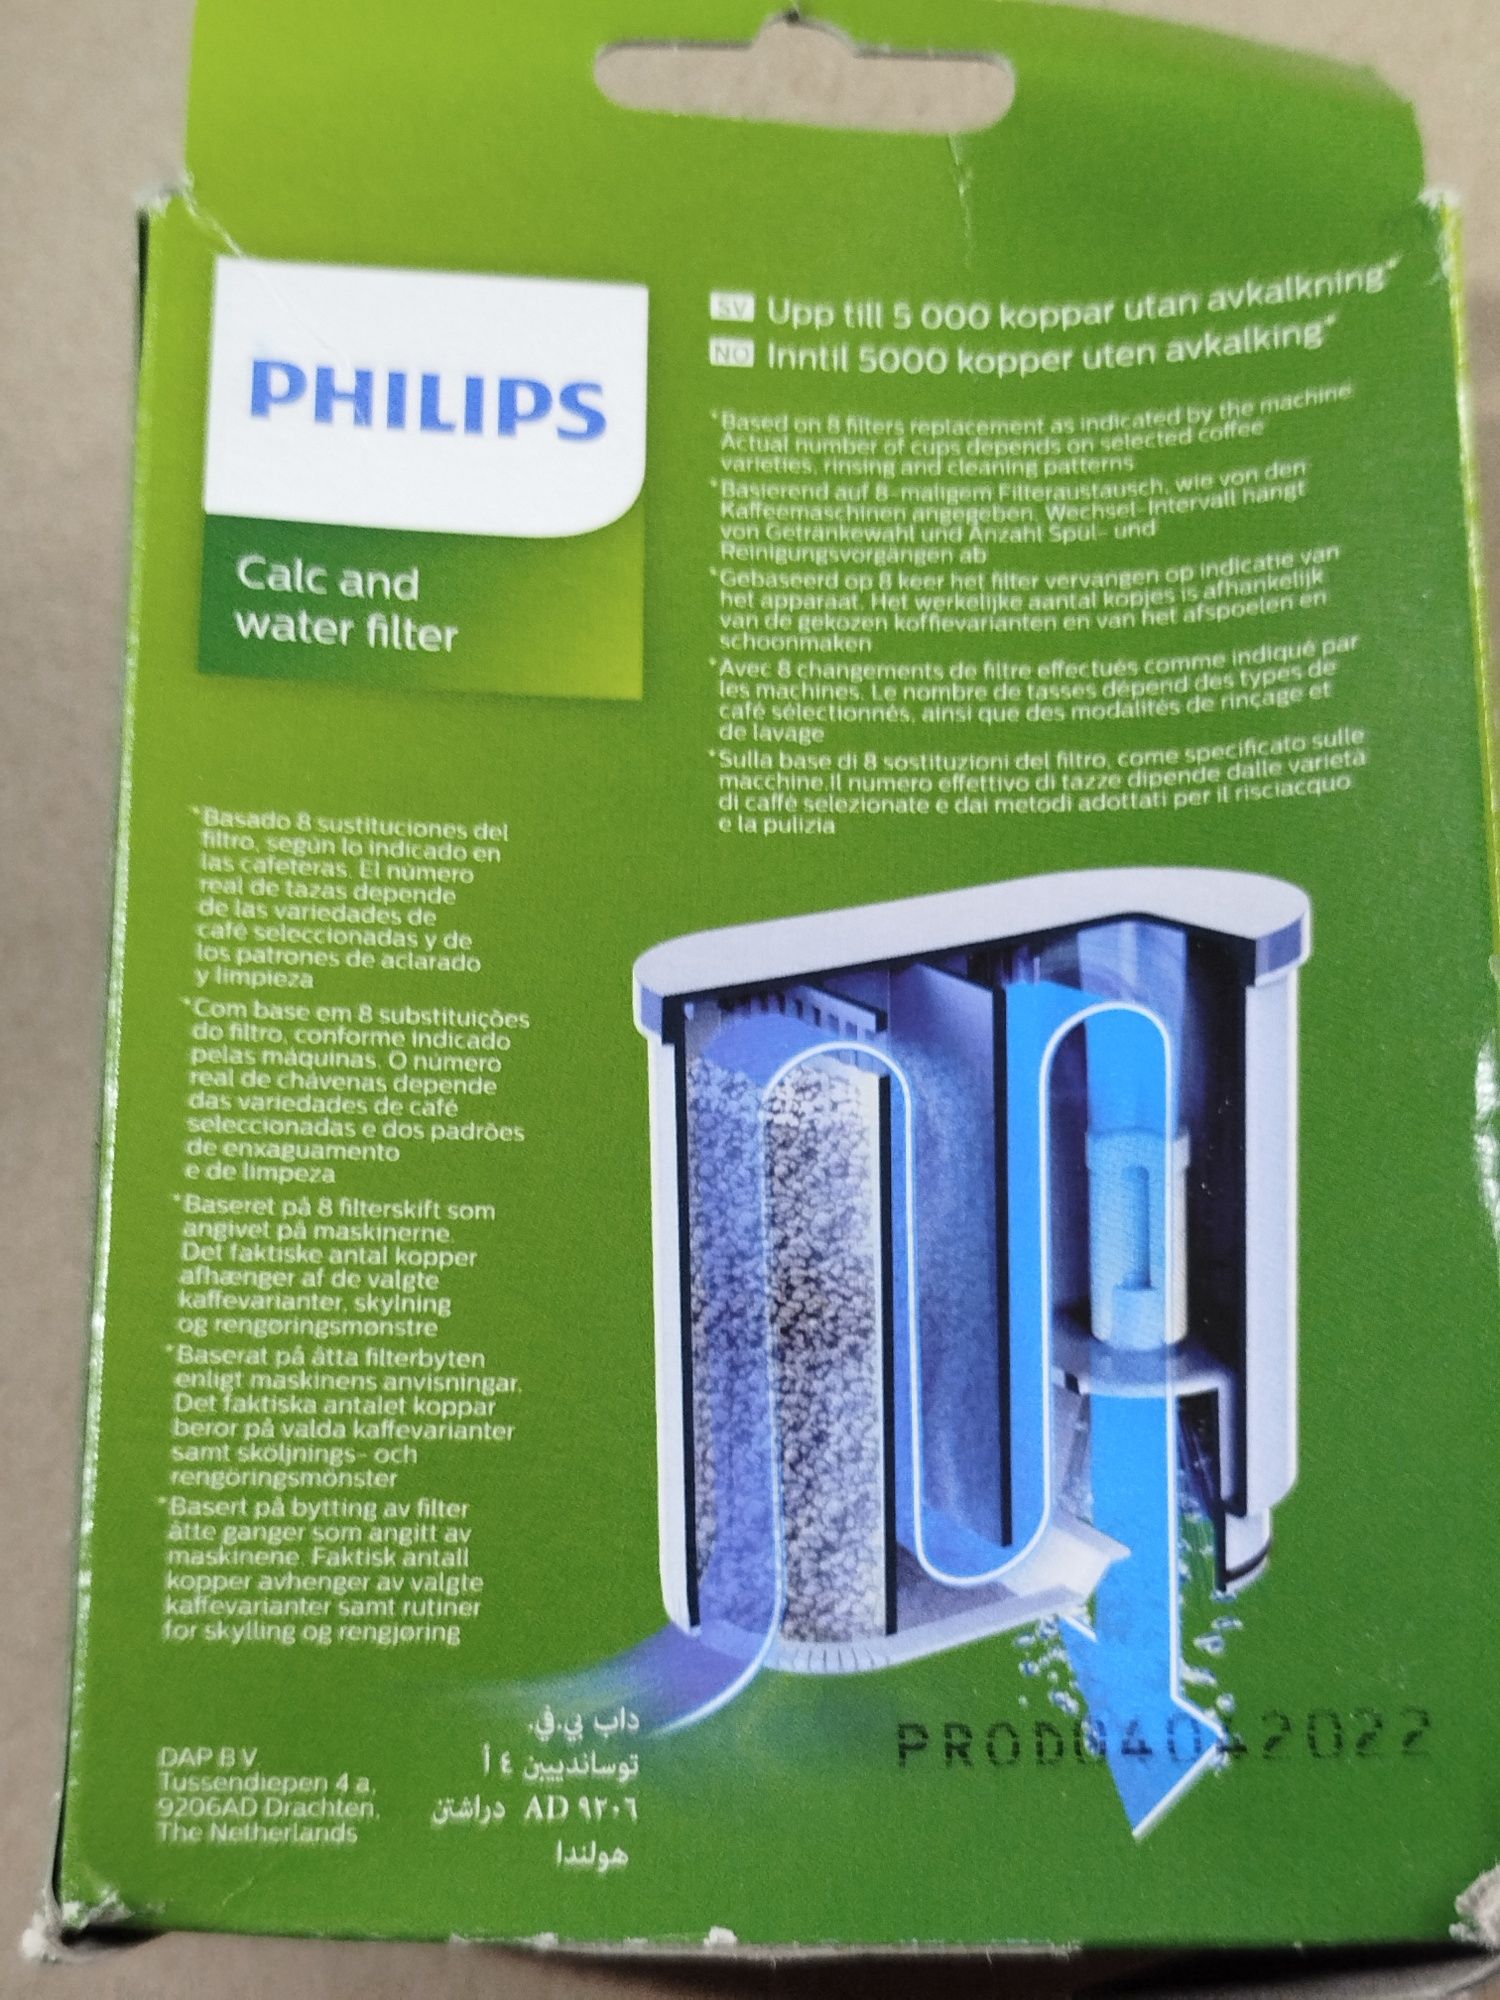 PHILIPS
Calc and
water filter
SV Upp till 5 000 koppar utan avkalkning*
NO Inntil 5000 kopper uten avkalking*
*Based on 8 filters replacement as indicated by the machine
Actual number of cups depends on selected coffee
varieties, rinsing and cleaning patterns
*Basierend auf 8-maligem Filteraustausch, wie von den
Kaffeemaschinen angegeben. Wechsel-Intervall hängt
von Getränkewahl und Anzahl Spül- und
Reinigungsvorgängen ab
*Gebaseerd op 8 keer het filter vervangen op indicatie van
het apparaat. Het werkelijke aantal kopjes is afhankelijk
van de gekozen koffievarianten en van het afspoelen en
schoonmaken
*Avec 8 changements de filtre effectués comme indiqué par
les machines. Le nombre de tasses dépend des types de
café sélectionnés, ainsi que des modalités de rinçage et
de lavage
*Sulla base di 8 sostituzioni del filtro, come specificato sulle
macchine.Il numero effettivo di tazze dipende dalle varietà
di caffè selezionate e dai metodi adottati per il risciacquo
e la pulizia
*Basado 8 sustituciones del
filtro, según lo indicado en
las cafeteras. El número
real de tazas depende
de las variedades de
café seleccionadas y de
los patrones de aclarado
y limpieza
*Com base em 8 substituições
do filtro, conforme indicado
pelas máquinas. O número
real de chávenas depende
das variedades de café
seleccionadas e dos padrões
de enxaguamento
e de limpeza
*Baseret på 8 filterskift som
angivet på maskinerne.
Det faktiske antal kopper
afhænger af de valgte
kaffevarianter, skylning
og rengøringsmønstre
*Baserat på åtta filterbyten
enligt maskinens anvisningar.
Det faktiska antalet koppar
beror på valda kaffevarianter
samt sköljnings- och
rengöringsmönster
*Basert på bytting av filter
åtte ganger som angitt av
maskinene. Faktisk antall
kopper avhenger av valgte
kaffevarianter samt rutiner
for skylling og rengjøring
DAP B.V.
Tussendiepen 4 a,
9206AD Drachten,
The Netherlands
داب بي.في.
توسانديبين ٤ أ
٩٢٠٦ AD دراشتن
هولندا
PROD04042022